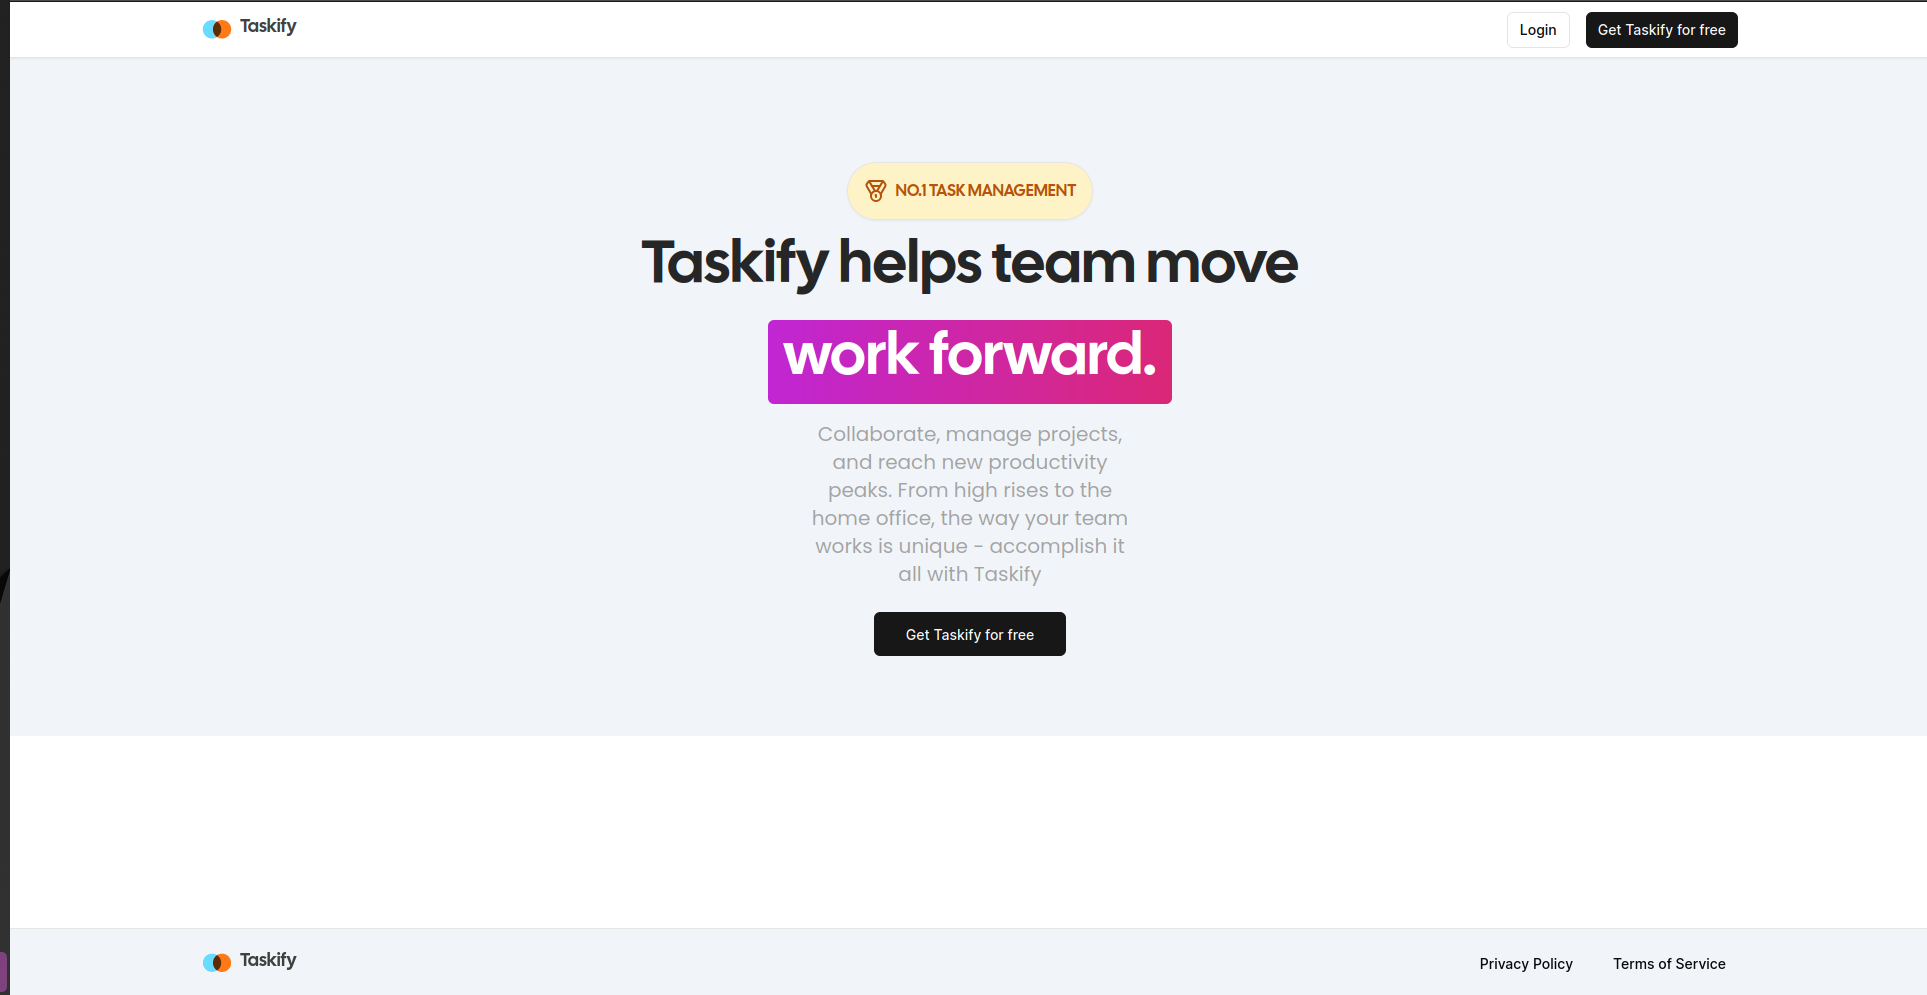 Taskify
Login
Get Taskify for free
NO.1 TASK MANAGEMENT
Taskify helps team move
work forward.
Collaborate, manage projects,
and reach new productivity
peaks. From high rises to the
home office, the way your team
works is unique - accomplish it
all with Taskify
Get Taskify for free
Taskify
Privacy Policy
Terms of Service